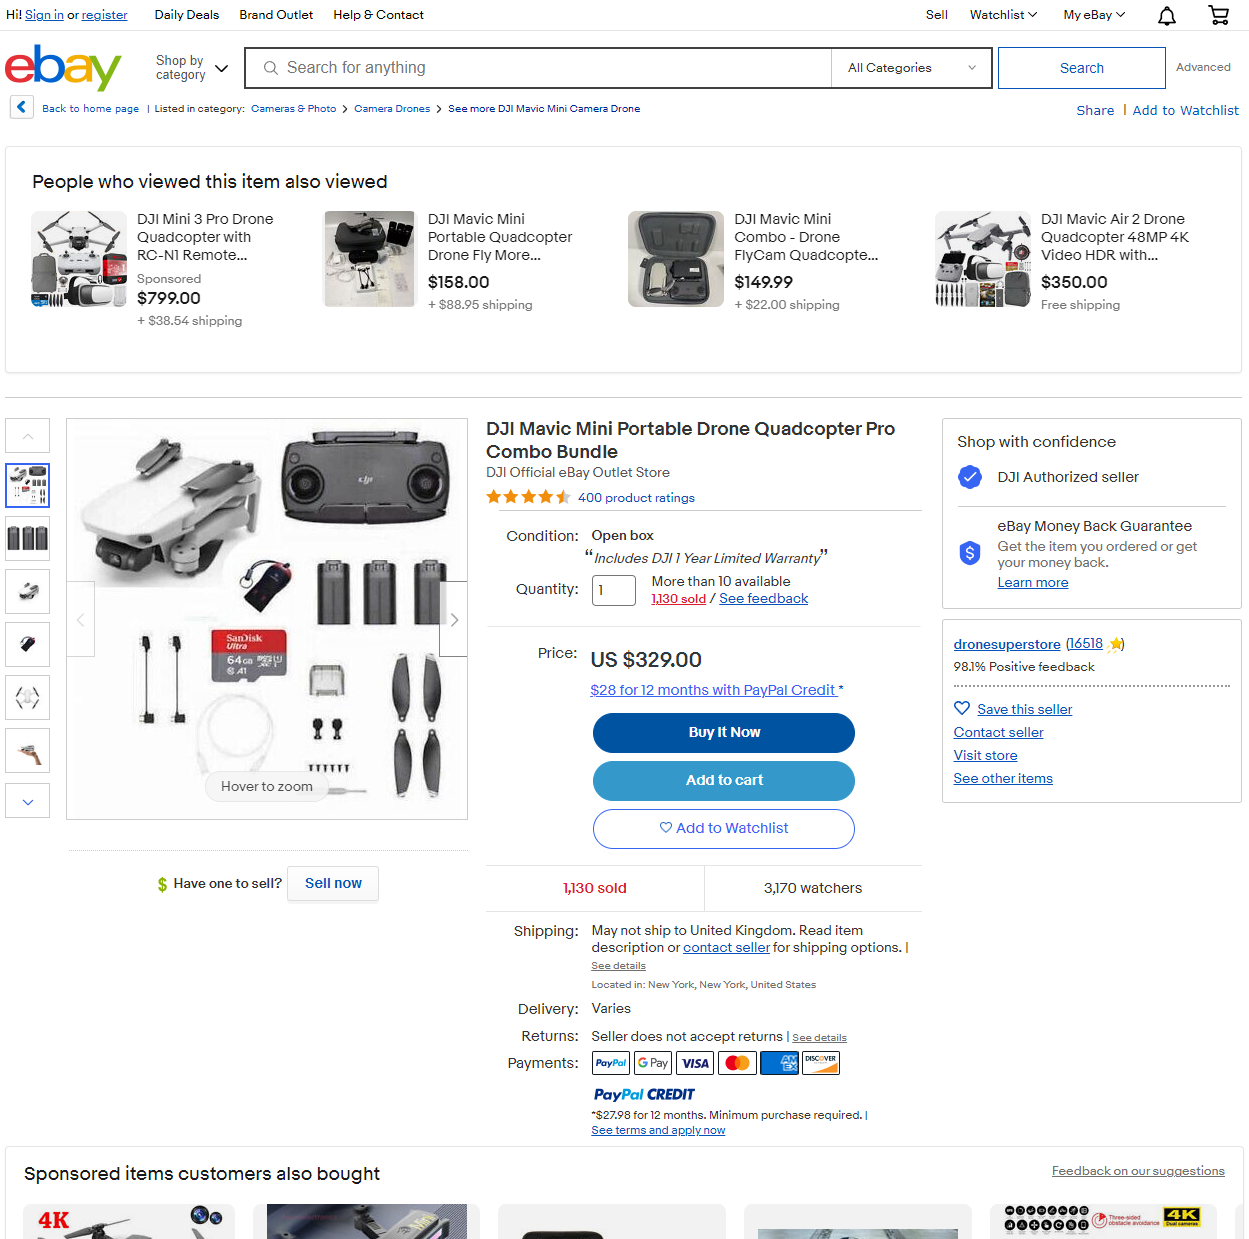 Hi! Sign in or register
Daily Deals
Brand Outlet
Help & Contact
Sell
Watchlist
My eBay
ebay
Shop by
category
Search for anything
All Categories
Search
Advanced
Back to home page | Listed in category: Cameras & Photo > Camera Drones > See more DJI Mavic Mini Camera Drone
Share | Add to Watchlist
People who viewed this item also viewed
DJI Mini 3 Pro Drone
Quadcopter with
RC-N1 Remote...
Sponsored
$799.00
+ $38.54 shipping
DJI Mavic Mini
Portable Quadcopter
Drone Fly More...
$158.00
+ $88.95 shipping
DJI Mavic Mini
Combo - Drone
FlyCam Quadcopte...
$149.99
+ $22.00 shipping
DJI Mavic Air 2 Drone
Quadcopter 48MP 4K
Video HDR with...
$350.00
Free shipping
dji
SanDisk
Ultra
64GB
A1
Hover to zoom
Have one to sell? Sell now
DJI Mavic Mini Portable Drone Quadcopter Pro
Combo Bundle
DJI Official eBay Outlet Store
400 product ratings
Condition: Open box
“Includes DJI 1 Year Limited Warranty”
Quantity: 1
More than 10 available
1,130 sold / See feedback
Price: US $329.00
$28 for 12 months with PayPal Credit *
Buy It Now
Add to cart
Add to Watchlist
1,130 sold
3,170 watchers
Shipping: May not ship to United Kingdom. Read item
description or contact seller for shipping options. |
See details
Located in: New York, New York, United States
Delivery: Varies
Returns: Seller does not accept returns | See details
Payments: PayPal G Pay VISA AM EX DISCOVER
PayPal CREDIT
*$27.98 for 12 months. Minimum purchase required. |
See terms and apply now
Shop with confidence
DJI Authorized seller
eBay Money Back Guarantee
Get the item you ordered or get
your money back.
Learn more
dronesuperstore (16518)
98.1% Positive feedback
Save this seller
Contact seller
Visit store
See other items
Sponsored items customers also bought
Feedback on our suggestions
4K
Three-sided
obstacle avoidance
4K
Dual cameras